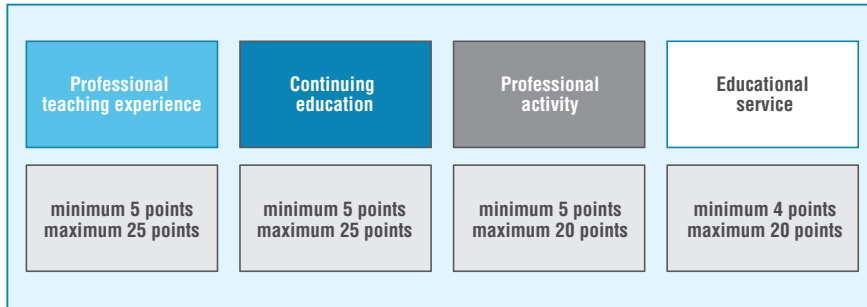 Professional
teaching experience
Continuing
education
Professional
activity
Educational
service
minimum 5 points
maximum 25 points
minimum 5 points
maximum 25 points
minimum 5 points
maximum 20 points
minimum 4 points
maximum 20 points